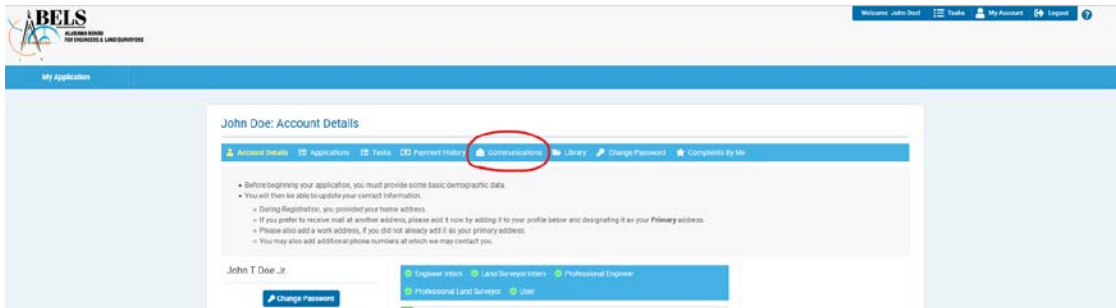 ABELS
ALABAMA BOARD
FOR ENGINEERS & LAND SURVEYORS
Welcome John Doe! Tasks My Account Logout
My Application
John Doe: Account Details
Account Details Applications Tasks Payment History Communications Library Change Password Complaints By Me
Before beginning your application, you must provide some basic demographic data.
You will then be able to update your contact information.
During Registration, you provided your home address.
If you prefer to receive mail at another address, please add it now by adding it to your profile below and designating it as your Primary address.
Please also add a work address, if you did not already add it as your primary address.
You may also add additional phone numbers at which we may contact you.
John T Doe Jr.
Engineer Intern Land Surveyor Intern Professional Engineer
Professional Land Surveyor User
Change Password